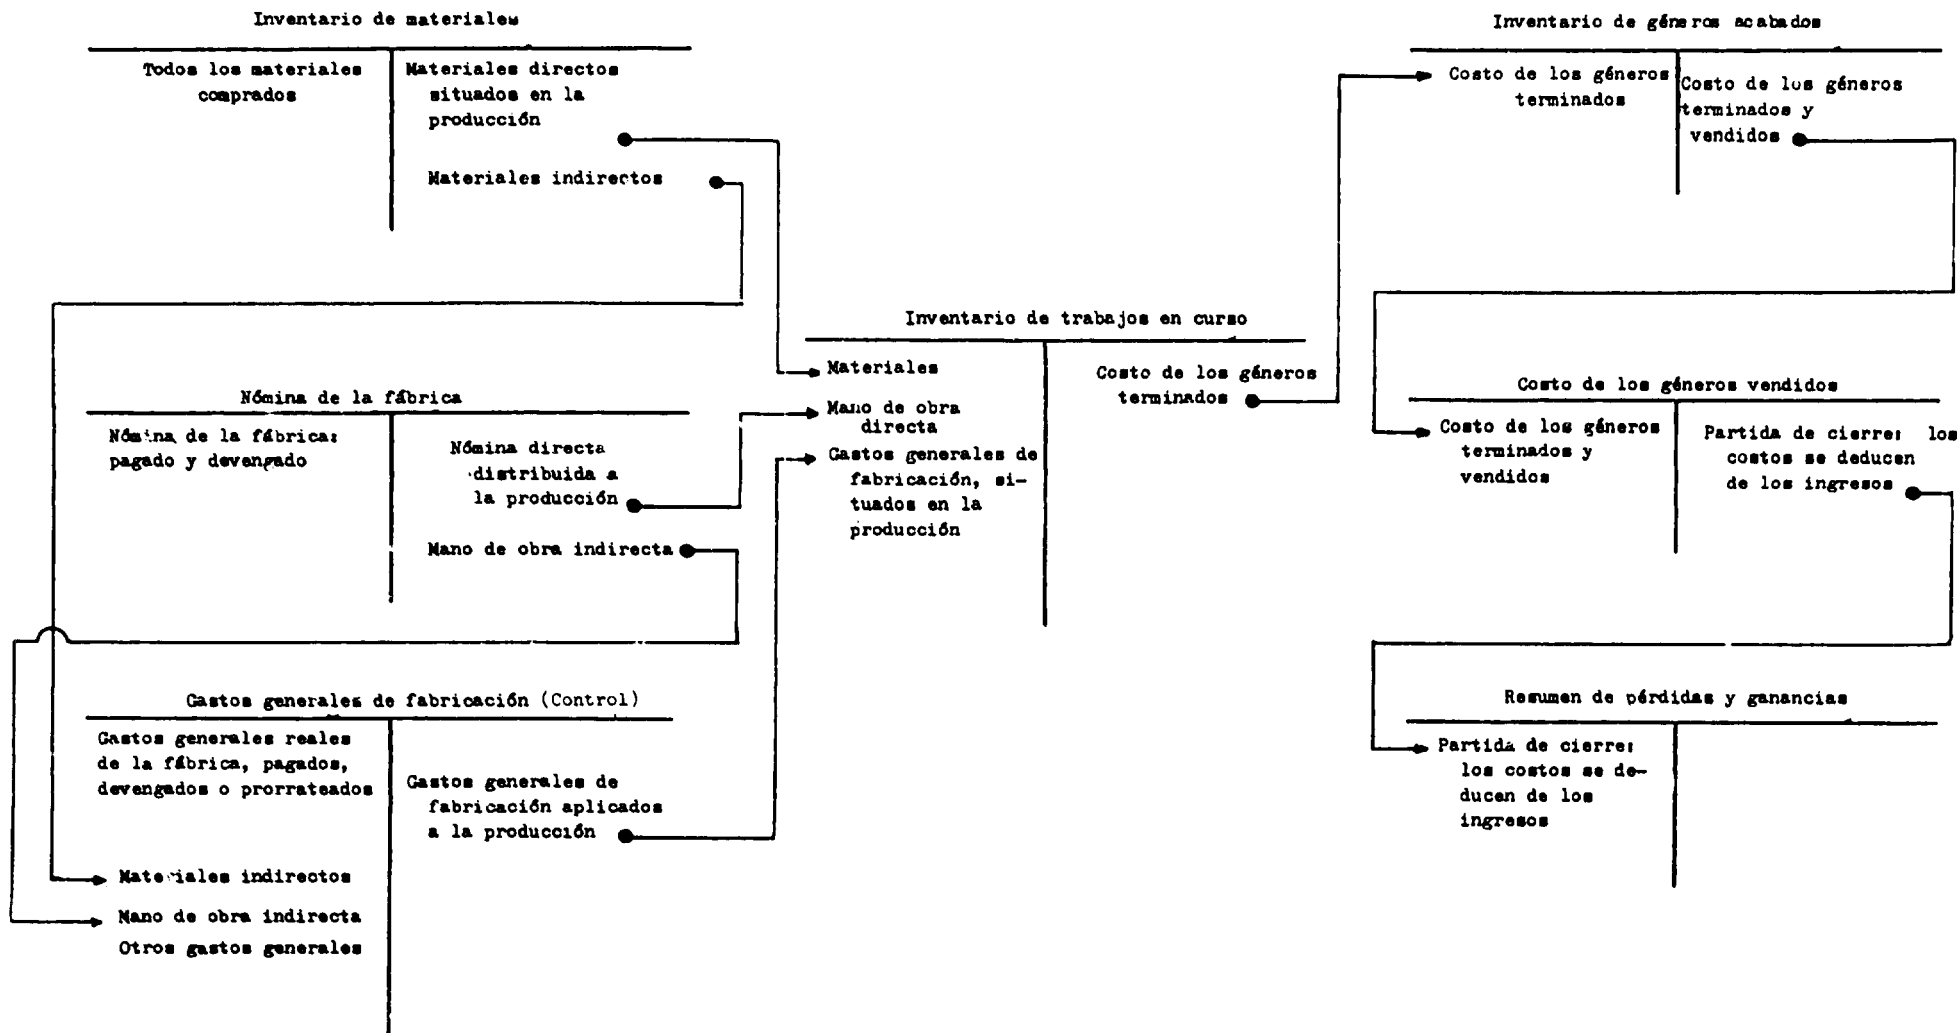 Inventario de materiales
Todos los materiales
comprados
Materiales directos
situados en la
producción
Materiales indirectos
Nómina de la fábrica
Nómina de la fábrica:
pagado y devengado
Nómina directa
distribuida a
la producción
Mano de obra indirecta
Gastos generales de fabricación (Control)
Gastos generales reales
de la fábrica, pagados,
devengados o prorrateados
Gastos generales de
fabricación aplicados
a la producción
Materiales indirectos
Mano de obra indirecta
Otros gastos generales
Inventario de trabajos en curso
Materiales
Mano de obra
directa
Gastos generales de
fabricación, si-
tuados en la
producción
Costo de los géneros
terminados
Inventario de géneros acabados
Costo de los géneros
terminados
Costo de los géneros
terminados y
vendidos
Costo de los géneros vendidos
Costo de los géneros
terminados y
vendidos
Partida de cierre: los
costos se deducen
de los ingresos
Resumen de pérdidas y ganancias
Partida de cierre:
los costos se de-
ducen de los
ingresos